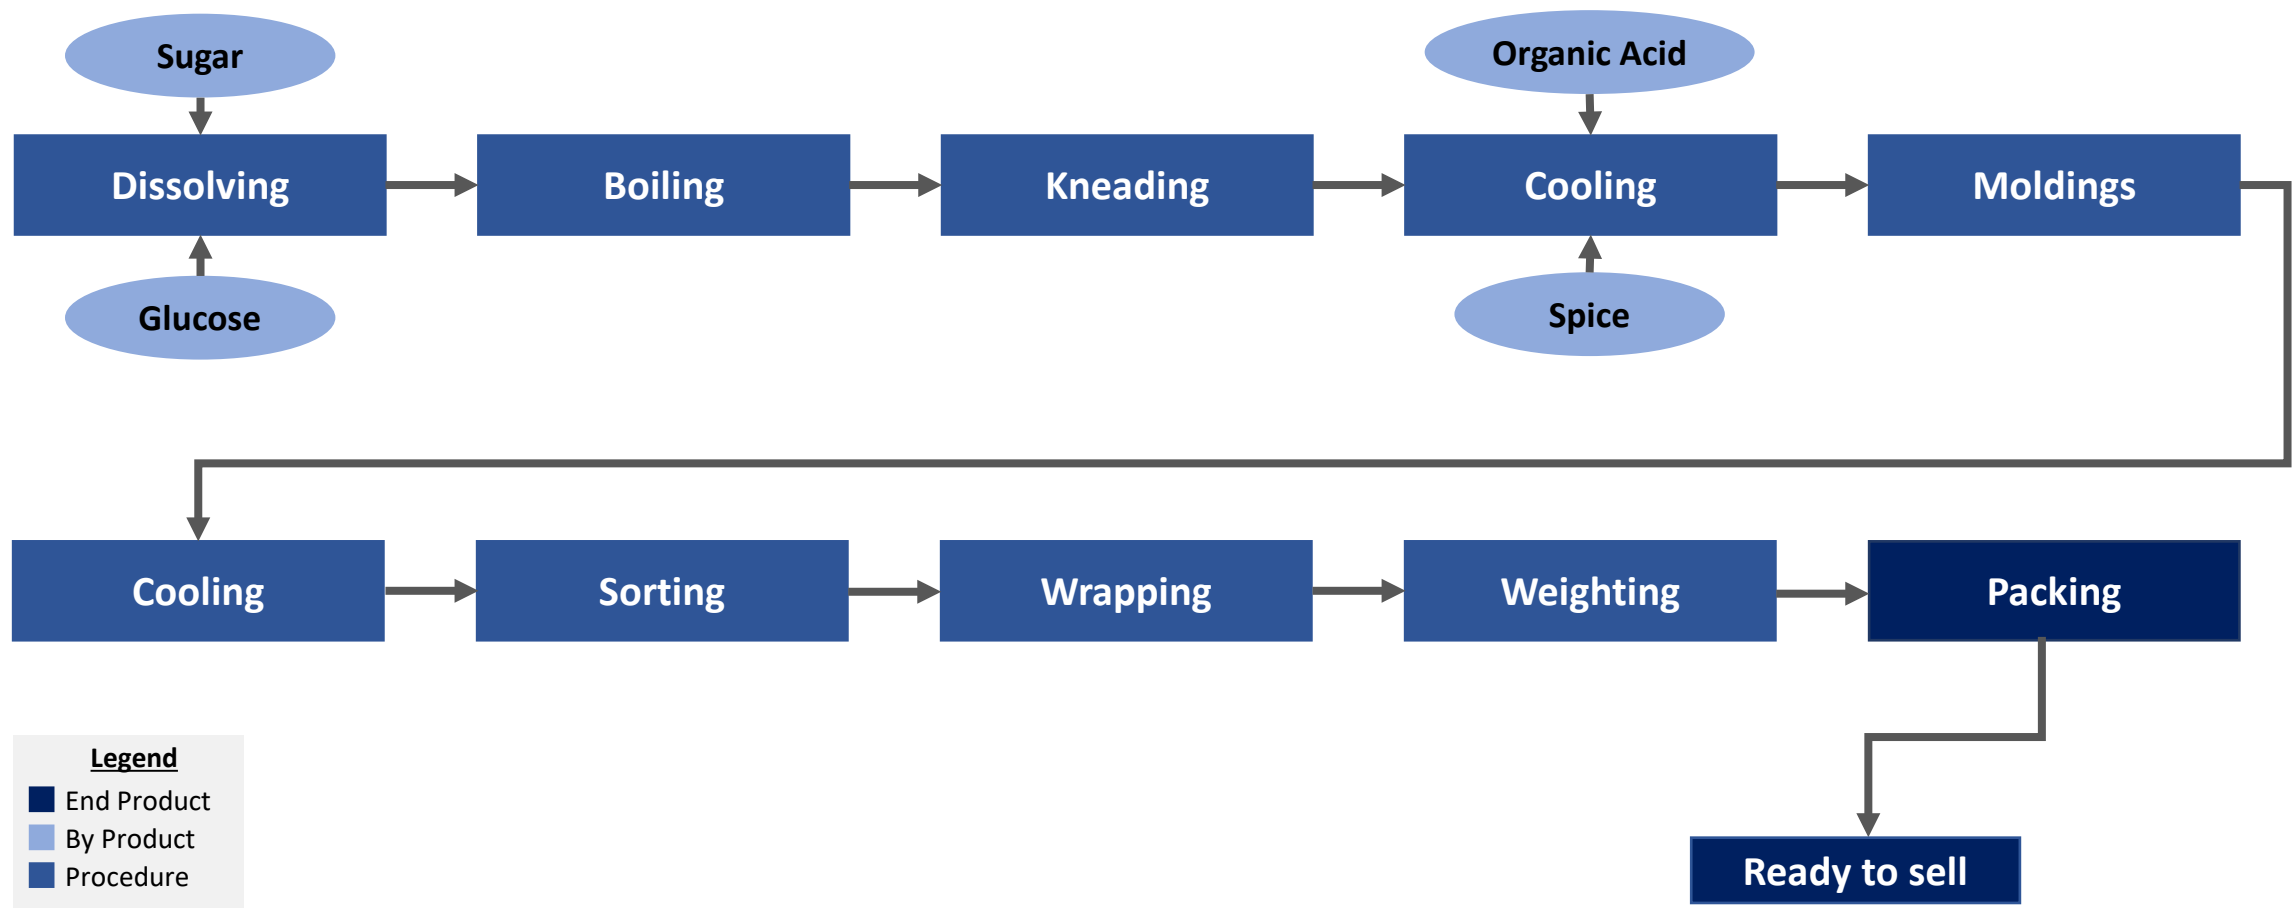 Sugar
Organic Acid
Dissolving
Boiling
Kneading
Cooling
Moldings
Glucose
Spice
Cooling
Sorting
Wrapping
Weighting
Packing
Legend
End Product
By Product
Procedure
Ready to sell